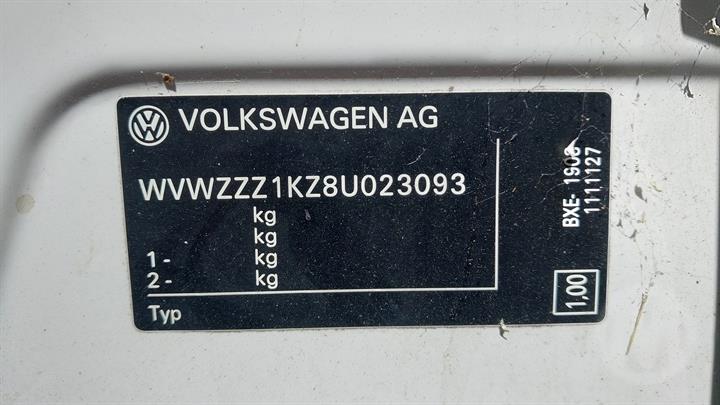 VOLKSWAGEN AG
WVWZZZ1KZ8U023093
kg
kg
1 - kg
2 - kg
Typ
BXE- 1908
1111127
1,00